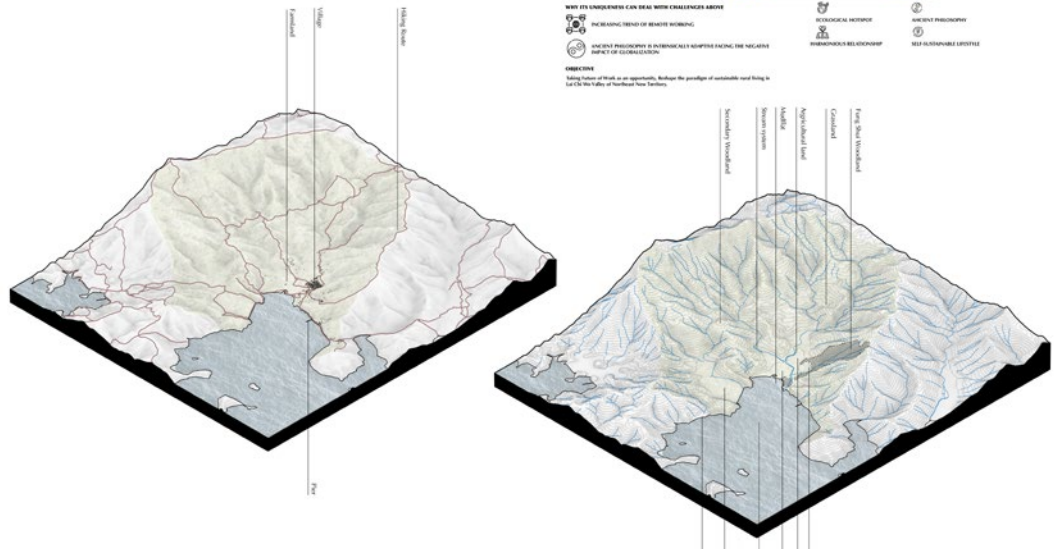 WHY ITS UNIQUENESS CAN DEAL WITH CHALLENGES ABOVE
INCREASING TREND OF REMOTE WORKING
ANCIENT PHILOSOPHY IS INTRINSICALLY ADAPTIVE FACING THE NEGATIVE
IMPACT OF GLOBALIZATION
ECOLOGICAL HOTSPOT
ANCIENT PHILOSOPHY
HARMONIOUS RELATIONSHIP
SELF-SUSTAINABLE LIFESTYLE
OBJECTIVE
Taking Future of Work as an opportunity, Reshape the paradigm of sustainable rural living in
Lai Chi Wo Valley of Northeast New Territory.
Farmland
Village
Hiking Route
Pier
Secondary Woodland
Stream system
Mudflat
Argricultural land
Grassland
Fung Shui Woodland